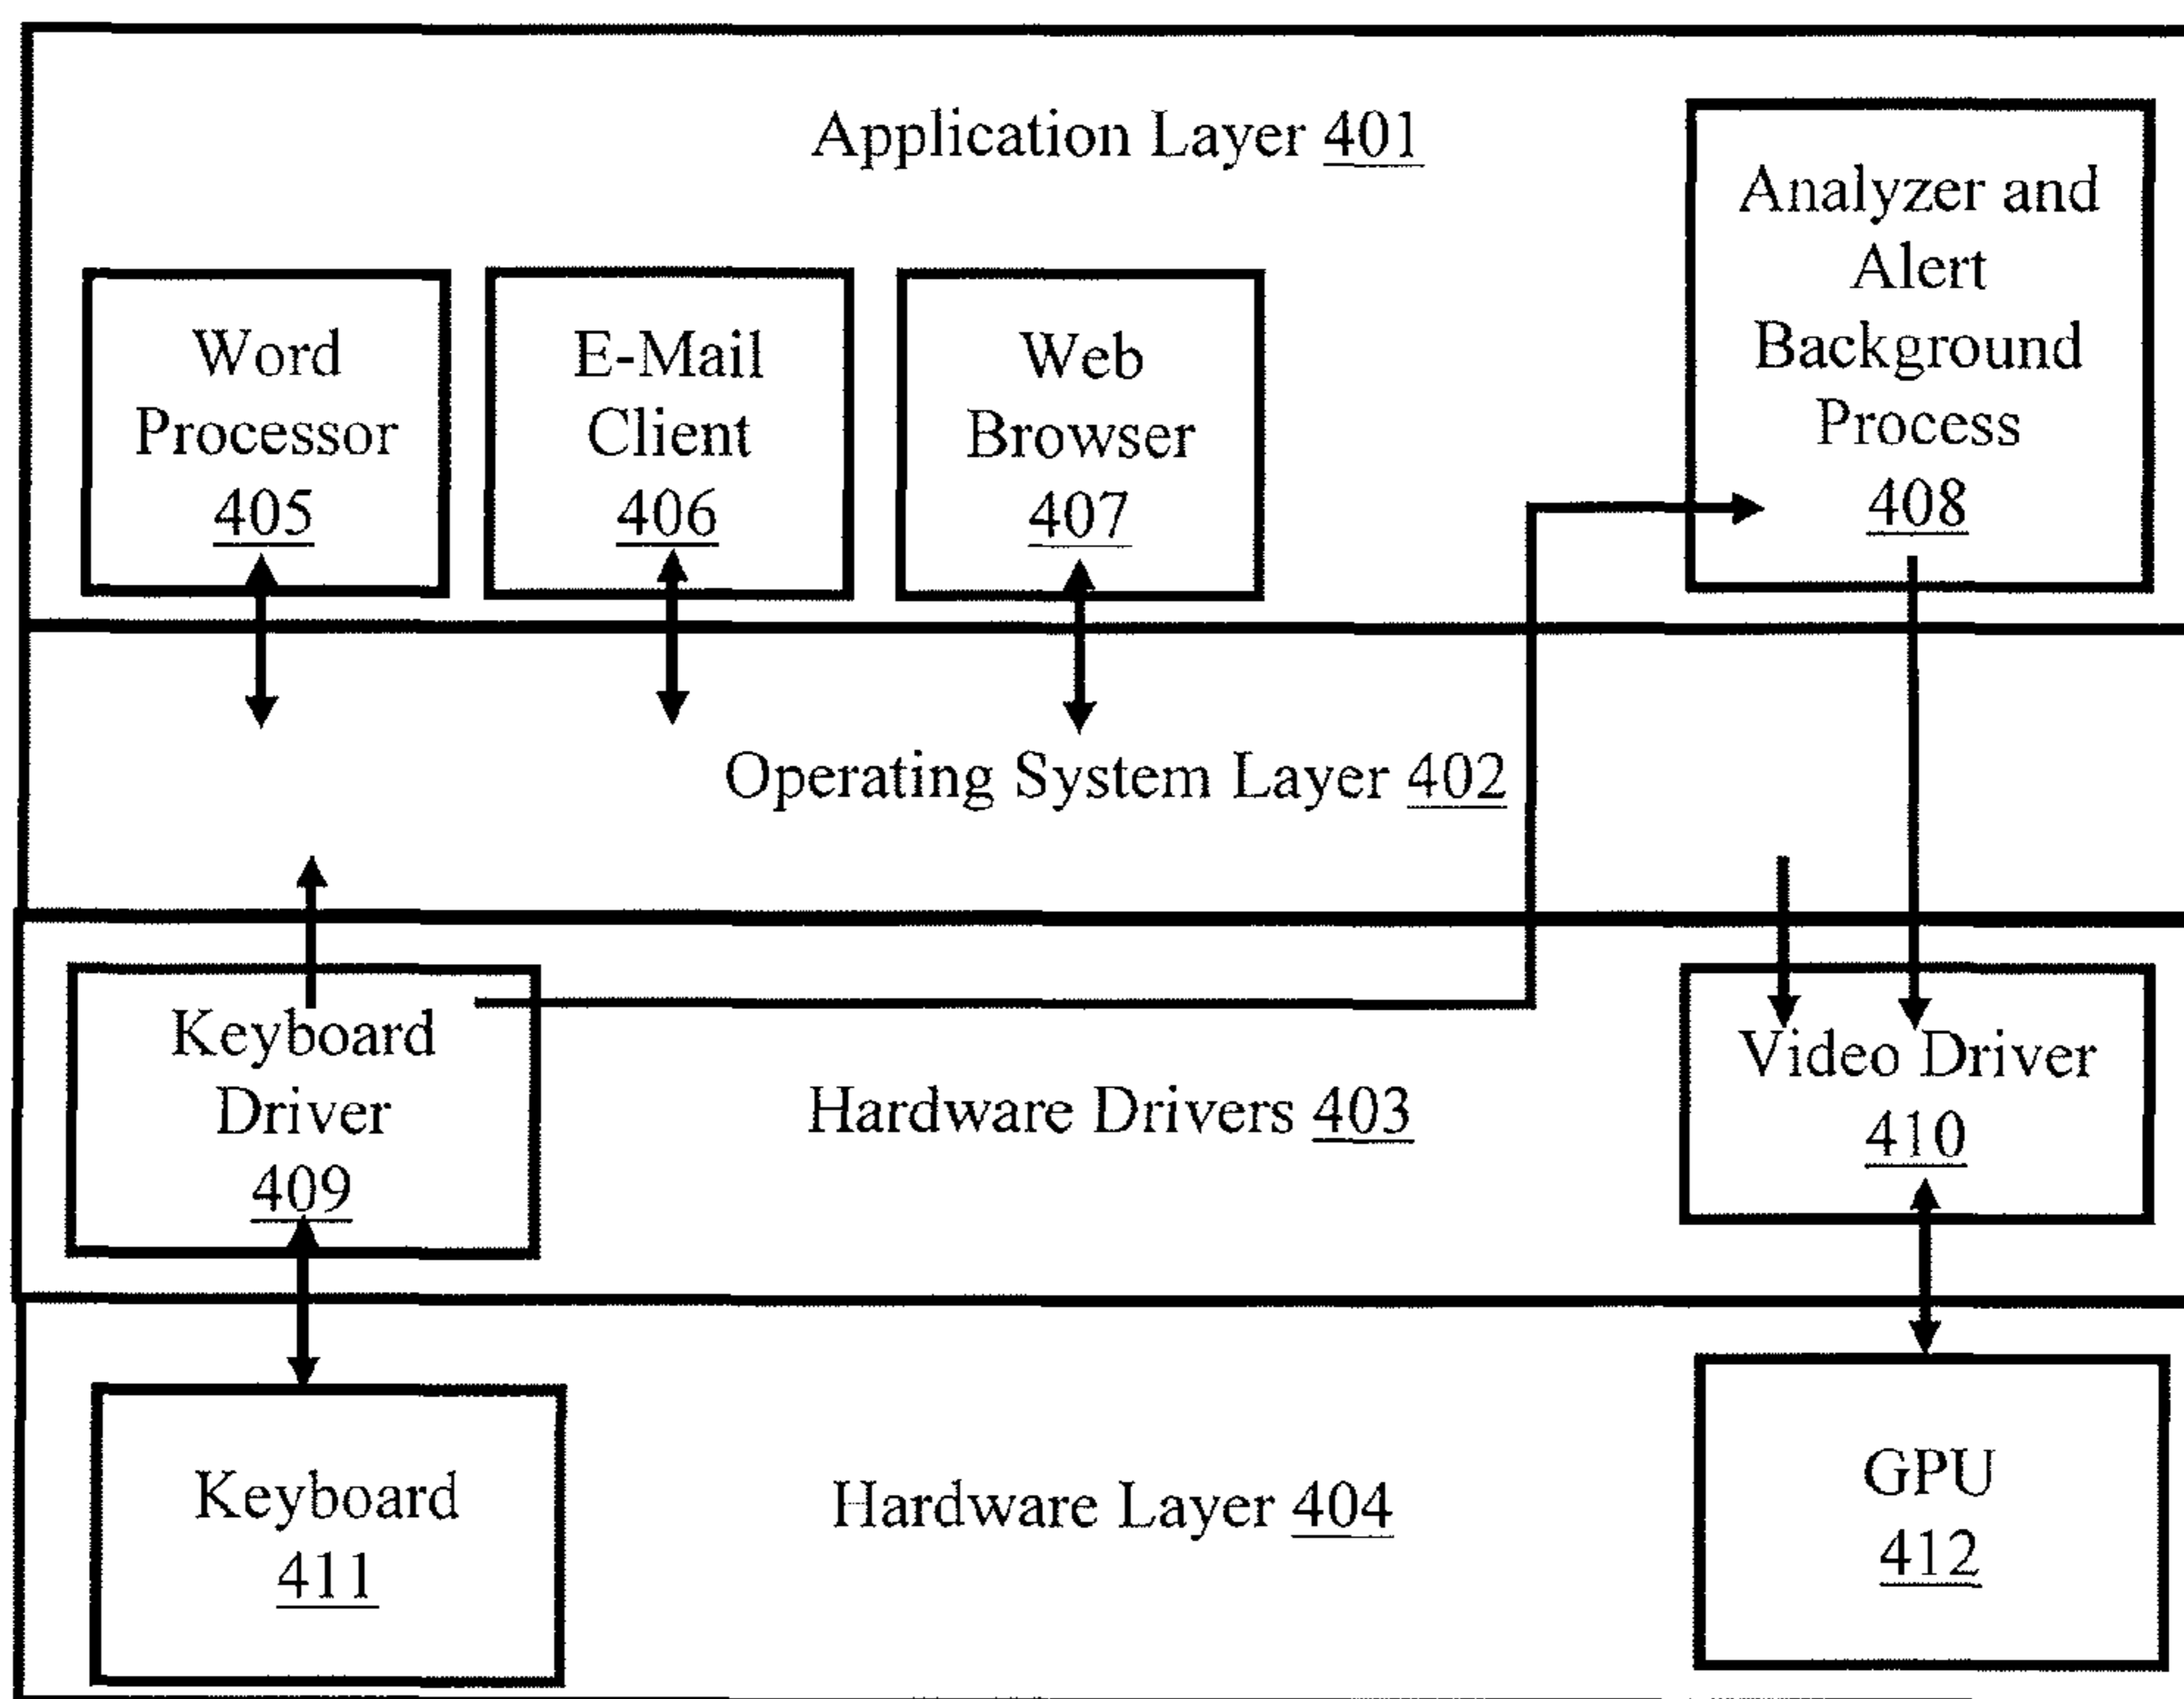 Application Layer 401
Analyzer and
Alert
Background
Process
408
Word
Processor
405
E-Mail
Client
406
Web
Browser
407
Operating System Layer 402
Keyboard
Driver
409
Hardware Drivers 403
Video Driver
410
Keyboard
411
Hardware Layer 404
GPU
412